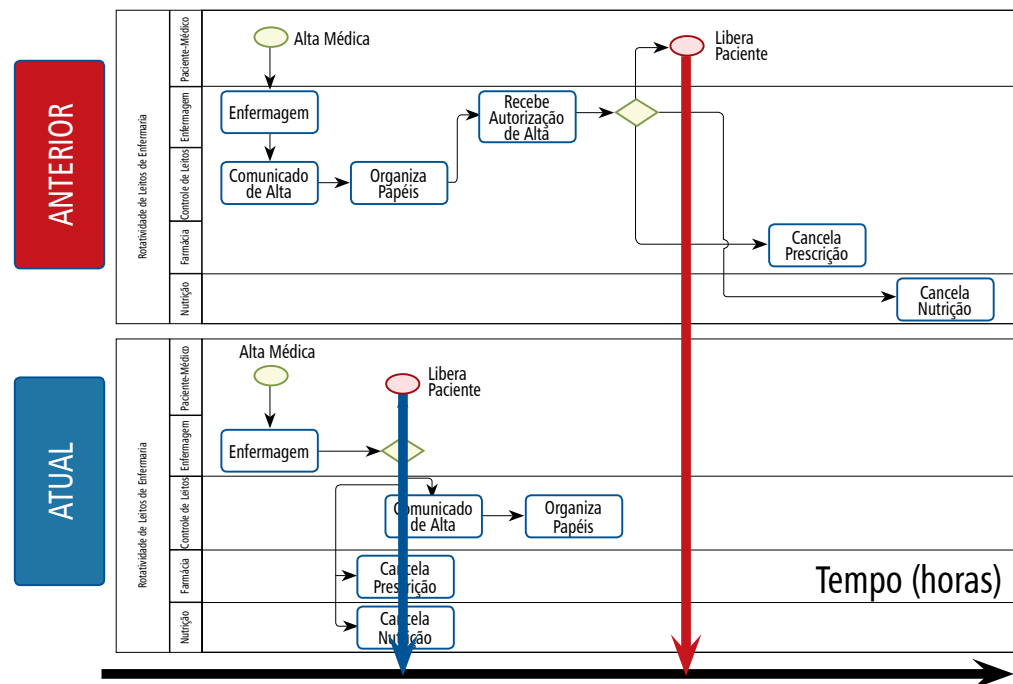 ANTERIOR
Rotatividade de Leitos de Enfermaria
Paciente-Médico
Enfermagem
Controle de Leitos
Farmácia
Nutrição
Alta Médica
Libera
Paciente
Enfermagem
Recebe
Autorização
de Alta
Comunicado
de Alta
Organiza
Papéis
Cancela
Prescrição
Cancela
Nutrição
ATUAL
Rotatividade de Leitos de Enfermaria
Paciente-Médico
Enfermagem
Controle de Leitos
Farmácia
Nutrição
Alta Médica
Libera
Paciente
Enfermagem
Comunicado
de Alta
Organiza
Papéis
Cancela
Prescrição
Cancela
Nutrição
Tempo (horas)